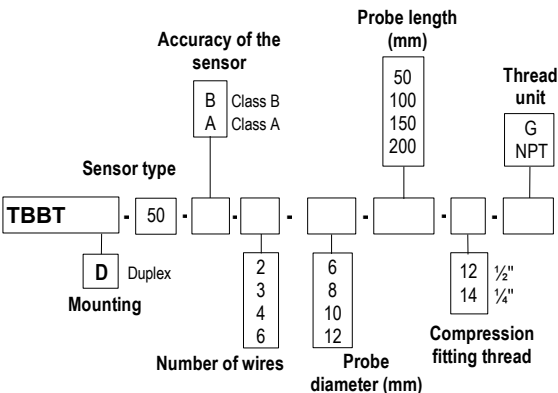 Probe length
(mm)
Accuracy of the
sensor
50
100
150
200
Thread
unit
B Class B
A Class A
G
NPT
Sensor type
TBBT - 50 - - - - - -
D Duplex
Mounting
2
3
4
6
Number of wires
6
8
10
12
Probe
diameter (mm)
12 ½"
14 ¼"
Compression
fitting thread